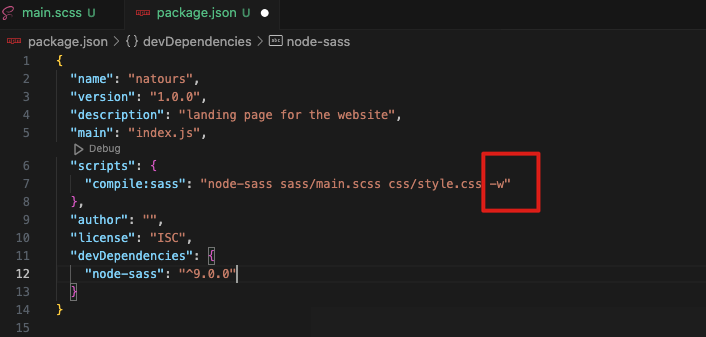 main.scss U package.json U
package.json > {} devDependencies > abc node-sass
1 {
2 "name": "natours",
3 "version": "1.0.0",
4 "description": "landing page for the website",
5 "main": "index.js",
Debug
6 "scripts": {
7 "compile:sass": "node-sass sass/main.scss css/style.css -w"
8 },
9 "author": "",
10 "license": "ISC",
11 "devDependencies": {
12 "node-sass": "^9.0.0"
13 }
14 }
15